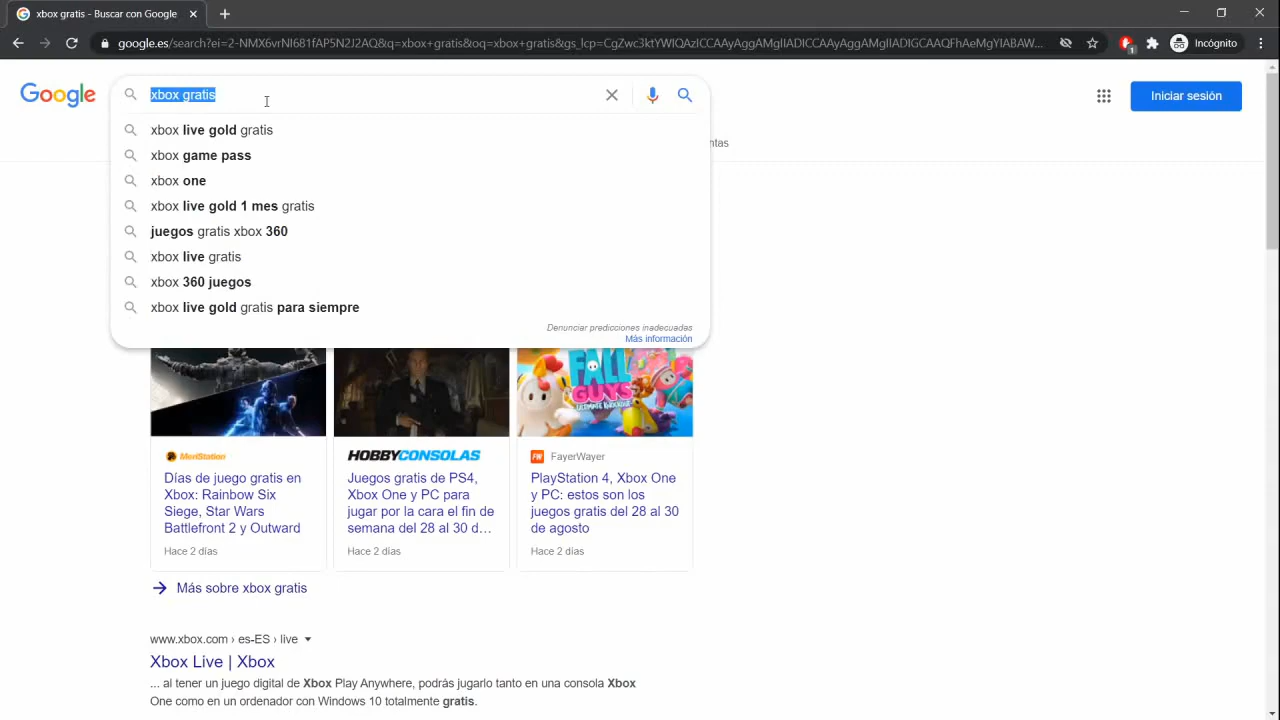 xbox gratis - Buscar con Google
google.es/search?ei=2-NMX6vrNI681fAP5N2J2AQ&q=xbox+gratis&oq=xbox+gratis&gs_lcp=CgZwc3ktYWIQAzICCAAyAggAMgIIADICCAAyAggAMgIIADIGCAAQFhAeMgYIABAW...
1
Incógnito
Google
xbox gratis
Iniciar sesión
ntas
xbox live gold gratis
xbox game pass
xbox one
xbox live gold 1 mes gratis
juegos gratis xbox 360
xbox live gratis
xbox 360 juegos
xbox live gold gratis para siempre
Denunciar predicciones inadecuadas
Más información
FALL
GUYS
ULTIMATE KNOCKOUT
MeriStation
Días de juego gratis en
Xbox: Rainbow Six
Siege, Star Wars
Battlefront 2 y Outward
Hace 2 días
HOBBYCONSOLAS
Juegos gratis de PS4,
Xbox One y PC para
jugar por la cara el fin de
semana del 28 al 30 d...
Hace 2 días
FW
FayerWayer
PlayStation 4, Xbox One
y PC: estos son los
juegos gratis del 28 al 30
de agosto
Hace 2 días
Más sobre xbox gratis
www.xbox.com › es-ES › live
Xbox Live | Xbox
... al tener un juego digital de Xbox Play Anywhere, podrás jugarlo tanto en una consola Xbox
One como en un ordenador con Windows 10 totalmente gratis.